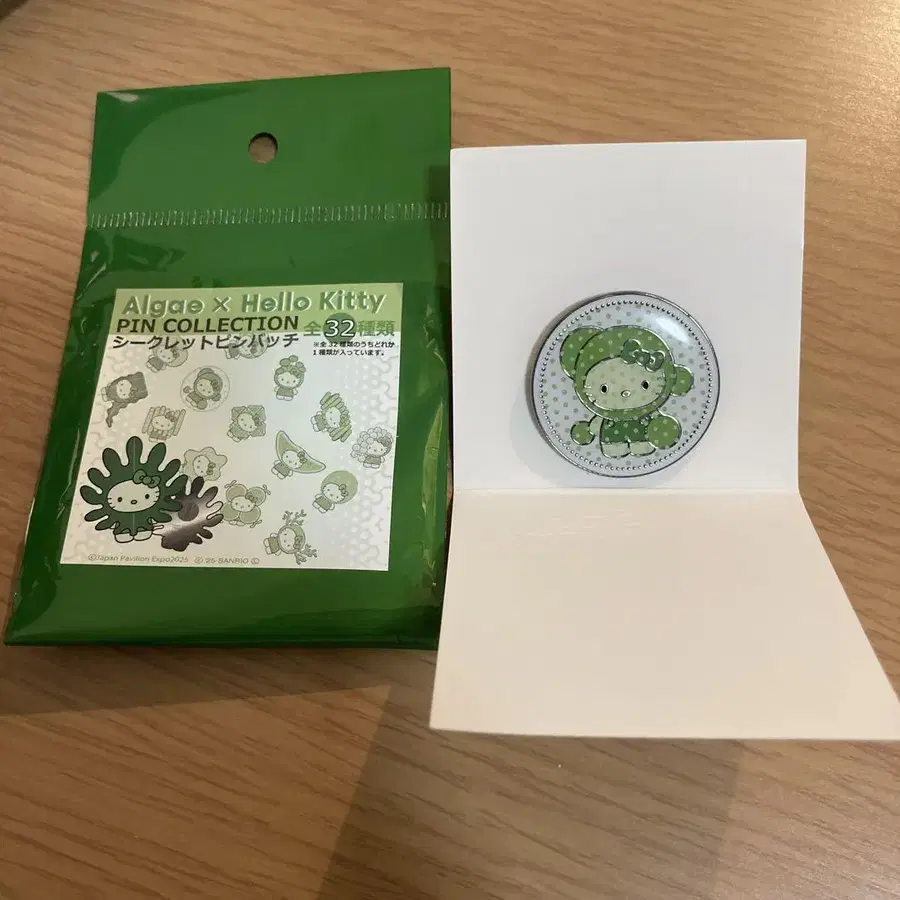 Algae × Hello Kitty
PIN COLLECTION 全32種類
シークレットピンバッチ
※全32種類のうちどれか
1種類が入っています。
©Japan Pavilion Expo2025 © '25 SANRIO Ⓛ